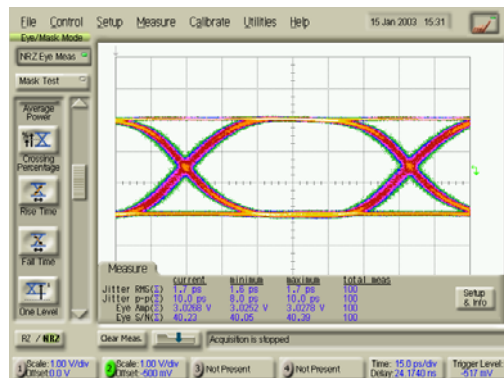 File Control Setup Measure Calibrate Utilities Help 15 Jan 2003 15:31
Eye/Mask Mode
NRZ Eye Meas
Mask Test
Average
Power
Crossing
Percentage
Rise Time
Fall Time
One Level
Measure
current minimum maximum total meas
Jitter RMS(Σ) 1.7 ps 1.6 ps 1.7 ps 100
Jitter p-p(Σ) 10.0 ps 8.0 ps 10.0 ps 100
Eye Amp(Σ) 3.0268 V 3.0252 V 3.0278 V 100
Eye S/N(Σ) 40.23 40.05 40.39 100
Setup
& Info
RZ / NRZ Clear Meas. Acquisition is stopped
1 Scale: 1.00 V/div
Offset: 0.0 V
2 Scale: 1.00 V/div
Offset: -500 mV
3 Not Present
4 Not Present
Time: 15.0 ps/div
Delay: 24.1740 ns
Trigger Level:
-517 mV